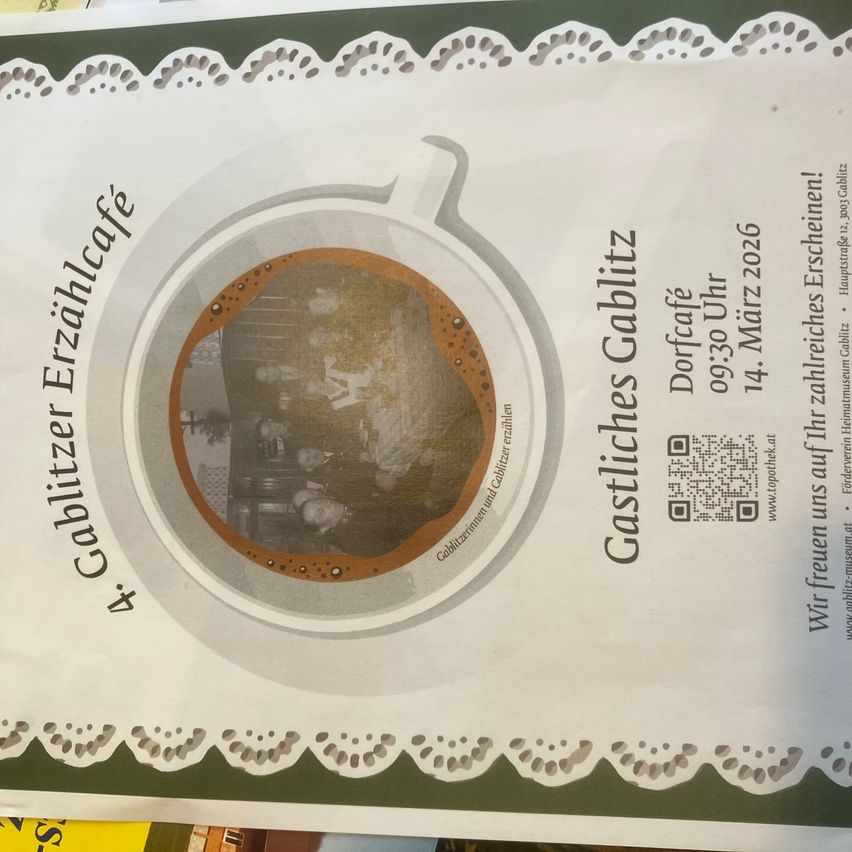 4. Gablitzer Erzählcafé
Gablitzerinnen und Gablitzer erzählen
Gastliches Gablitz
Dorfcafé
09:30 Uhr
14. März 2026
www.topothek.at
Wir freuen uns auf Ihr zahlreiches Erscheinen!
www.gablitz-museum.at • Förderverein Heimatmuseum Gablitz • Hauptstraße 12, 3003 Gablitz